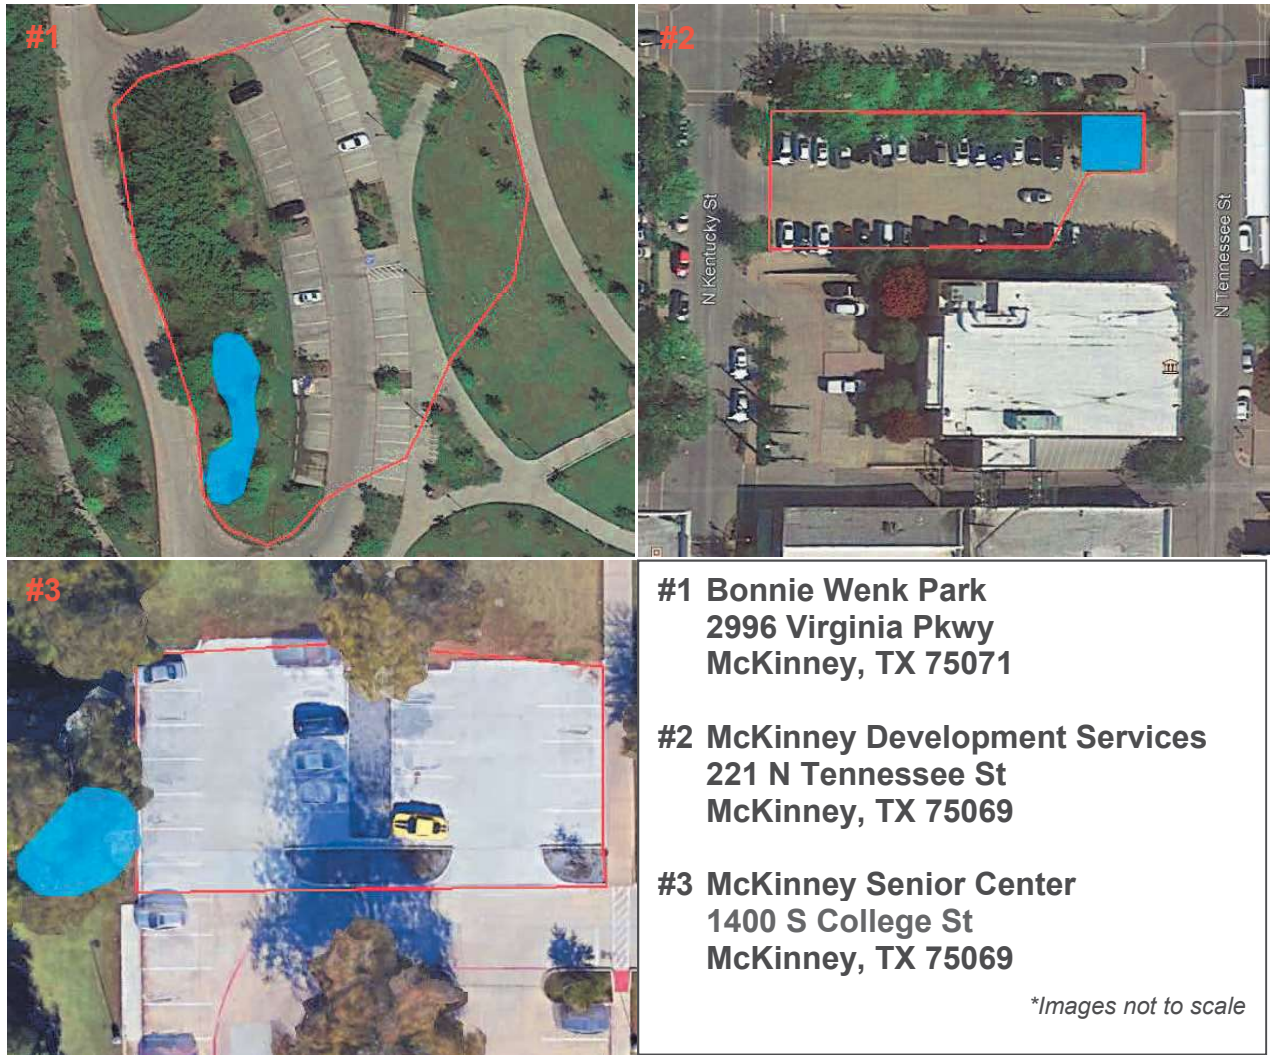 #1
#2
N Kentucky St
N Tennessee St
#3
#1 Bonnie Wenk Park
2996 Virginia Pkwy
McKinney, TX 75071
#2 McKinney Development Services
221 N Tennessee St
McKinney, TX 75069
#3 McKinney Senior Center
1400 S College St
McKinney, TX 75069
*Images not to scale